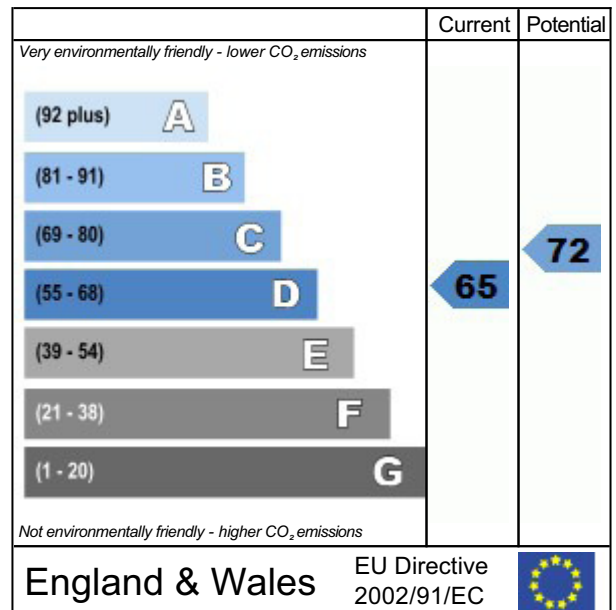 Current Potential
Very environmentally friendly - lower CO₂ emissions
(92 plus) A
(81 - 91) B
(69 - 80) C
72
(55 - 68) D
65
(39 - 54) E
(21 - 38) F
(1 - 20) G
Not environmentally friendly - higher CO₂ emissions
England & Wales
EU Directive
2002/91/EC